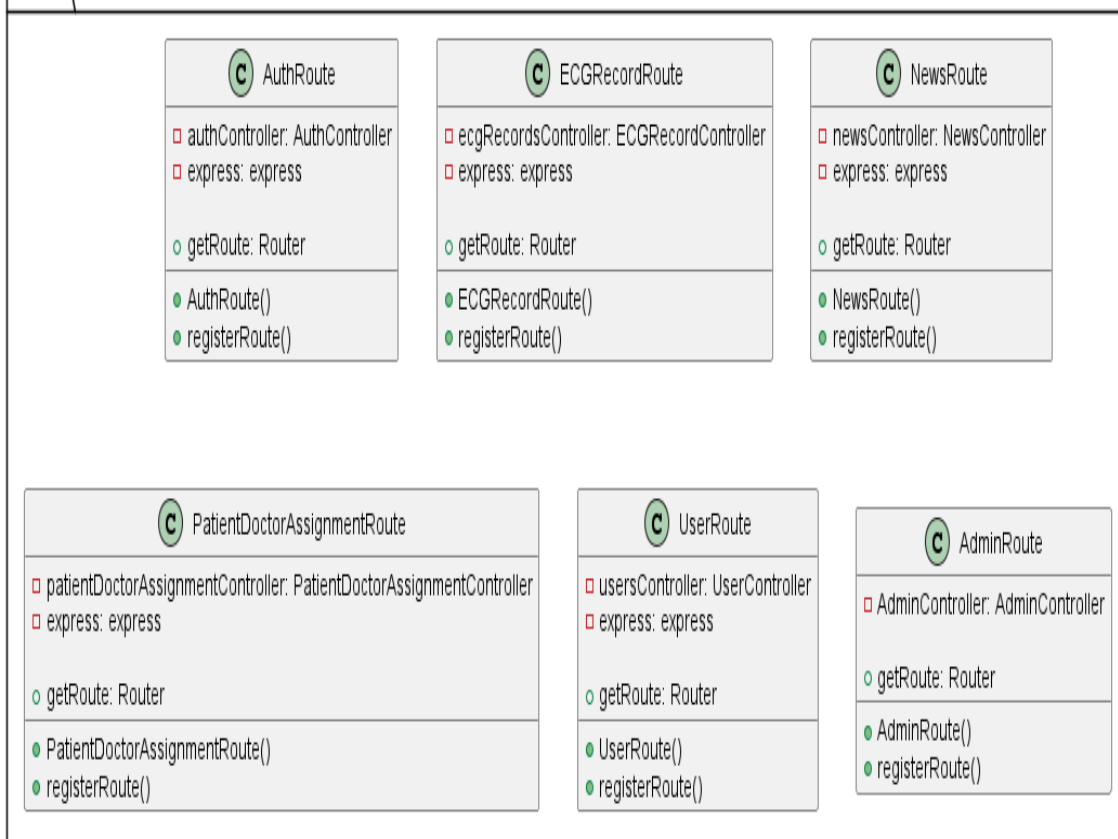 C AuthRoute
authController: AuthController
express: express
getRoute: Router
AuthRoute()
registerRoute()
C ECGRecordRoute
ecgRecordsController: ECGRecordController
express: express
getRoute: Router
ECGRecordRoute()
registerRoute()
C NewsRoute
newsController: NewsController
express: express
getRoute: Router
NewsRoute()
registerRoute()
C PatientDoctorAssignmentRoute
patientDoctorAssignmentController: PatientDoctorAssignmentController
express: express
getRoute: Router
PatientDoctorAssignmentRoute()
registerRoute()
C UserRoute
usersController: UserController
express: express
getRoute: Router
UserRoute()
registerRoute()
C AdminRoute
AdminController: AdminController
getRoute: Router
AdminRoute()
registerRoute()